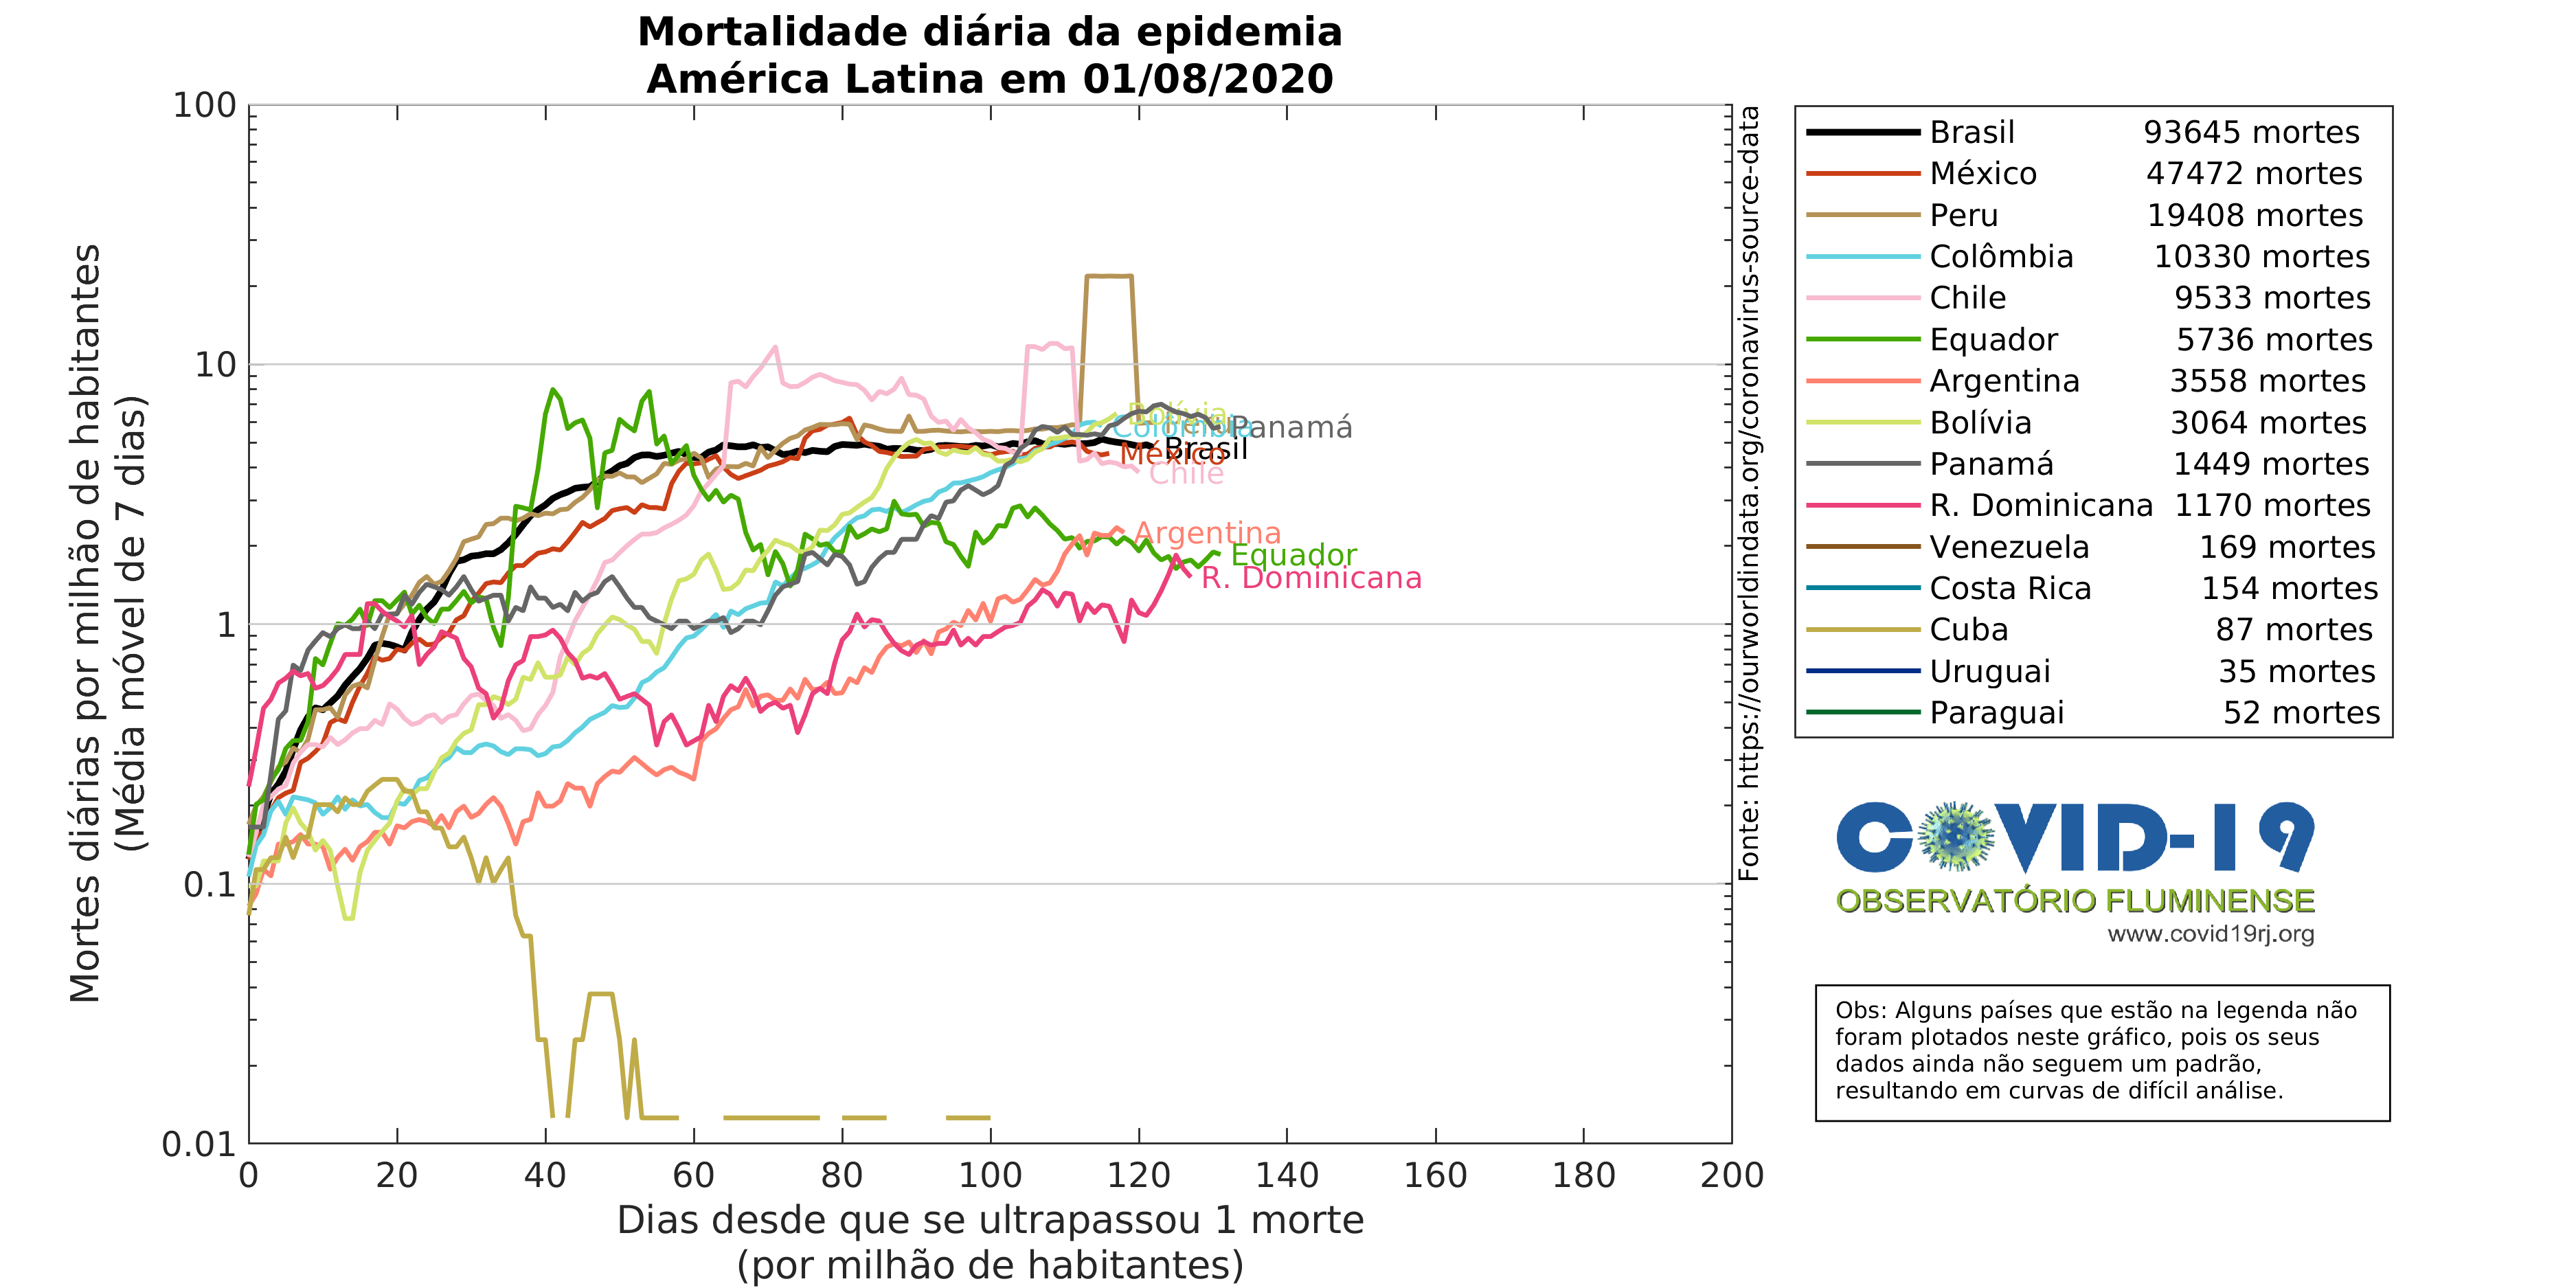 Mortalidade diária da epidemia
América Latina em 01/08/2020
Mortes diárias por milhão de habitantes
(Média móvel de 7 dias)
100
10
1
0.1
0.01
0 20 40 60 80 100 120 140 160 180 200
Dias desde que se ultrapassou 1 morte
(por milhão de habitantes)
Bolívia
Colômbia
Panamá
Brasil
México
Chile
Argentina
Equador
R. Dominicana
Fonte: https://ourworldindata.org/coronavirus-source-data
Brasil 93645 mortes
México 47472 mortes
Peru 19408 mortes
Colômbia 10330 mortes
Chile 9533 mortes
Equador 5736 mortes
Argentina 3558 mortes
Bolívia 3064 mortes
Panamá 1449 mortes
R. Dominicana 1170 mortes
Venezuela 169 mortes
Costa Rica 154 mortes
Cuba 87 mortes
Uruguai 35 mortes
Paraguai 52 mortes
COVID-19
OBSERVATÓRIO FLUMINENSE
www.covid19rj.org
Obs: Alguns países que estão na legenda não
foram plotados neste gráfico, pois os seus
dados ainda não seguem um padrão,
resultando em curvas de difícil análise.